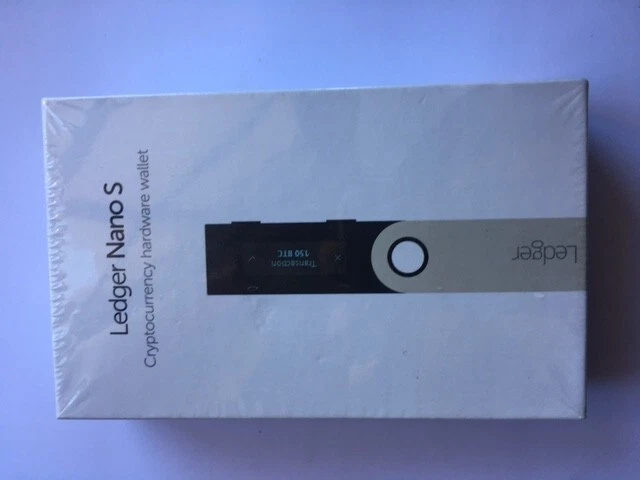 Ledger Nano S
Cryptocurrency hardware wallet
Transaction
150 BTC
Ledger